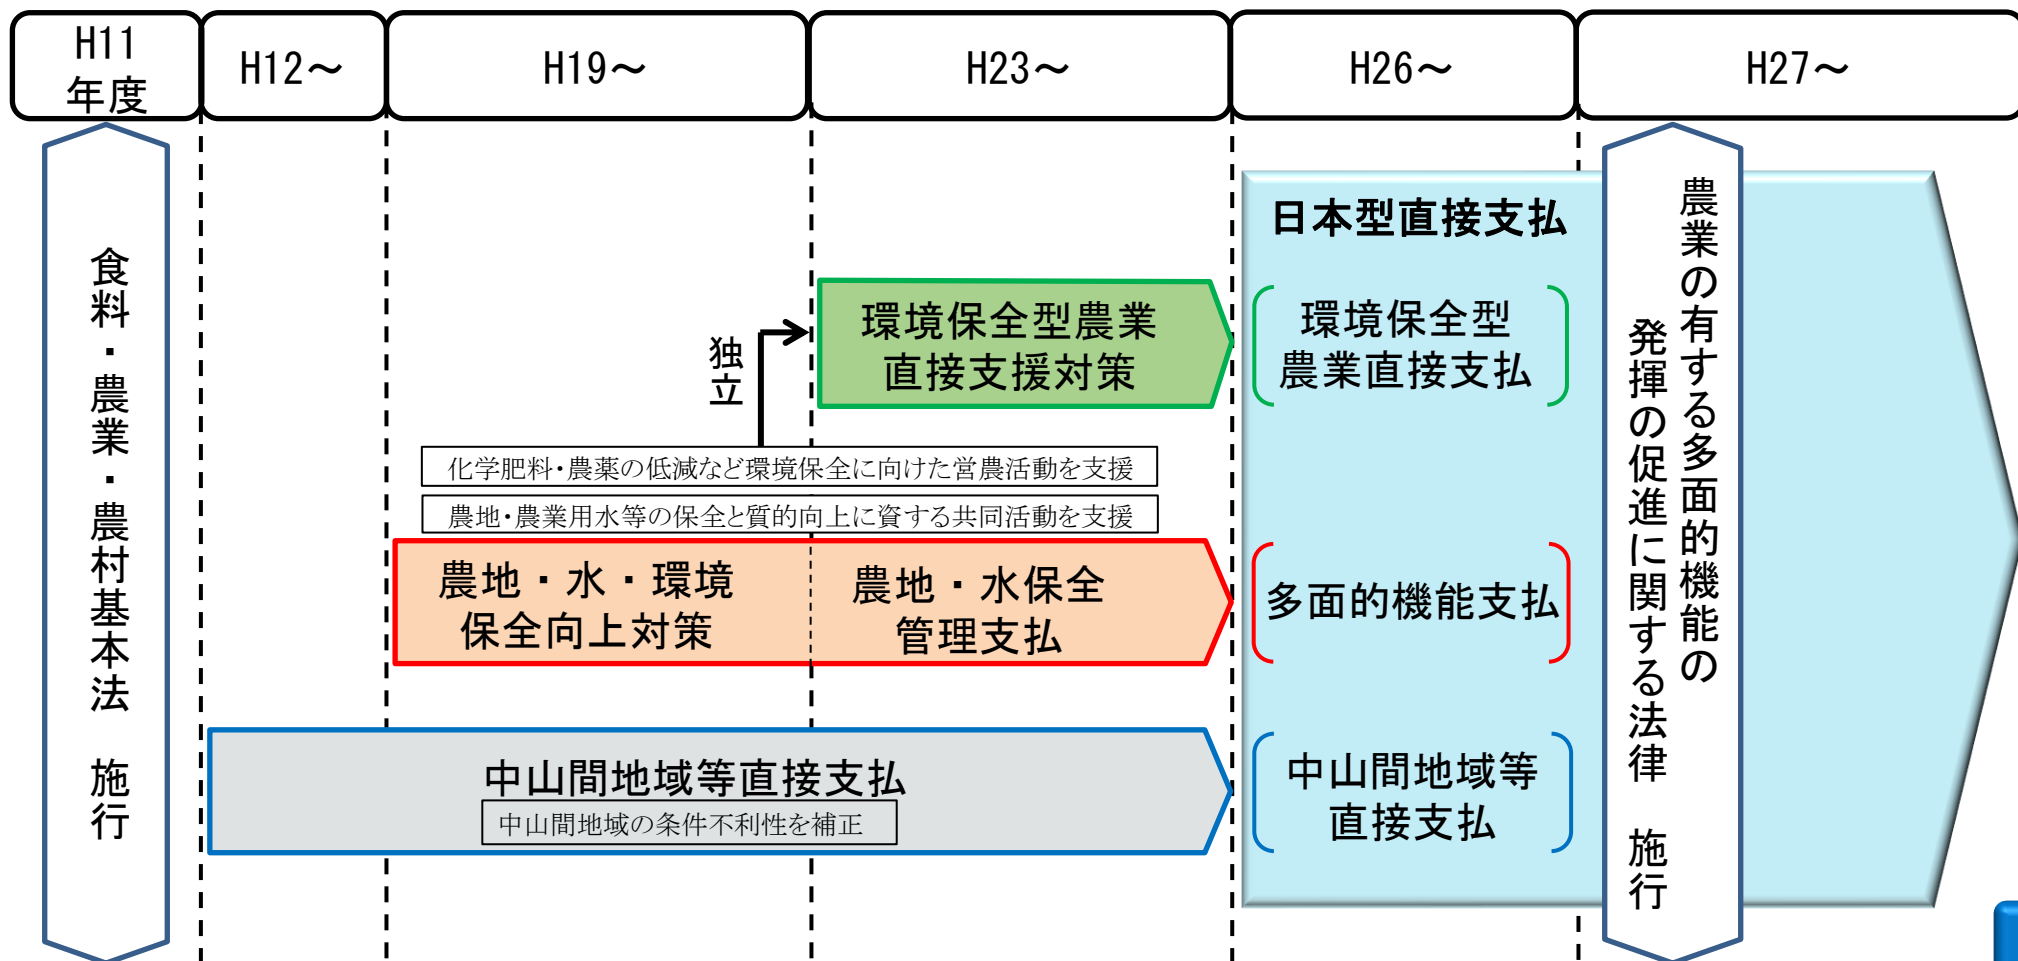 H11
年度
H12～
H19～
H23～
H26～
H27～
食料・農業・農村基本法　施行
独立
環境保全型農業
直接支援対策
化学肥料・農薬の低減など環境保全に向けた営農活動を支援
農地・農業用水等の保全と質的向上に資する共同活動を支援
農地・水・環境
保全向上対策
農地・水保全
管理支払
中山間地域等直接支払
中山間地域の条件不利性を補正
日本型直接支払
環境保全型
農業直接支払
多面的機能支払
中山間地域等
直接支払
農業の有する多面的機能の
発揮の促進に関する法律　施行